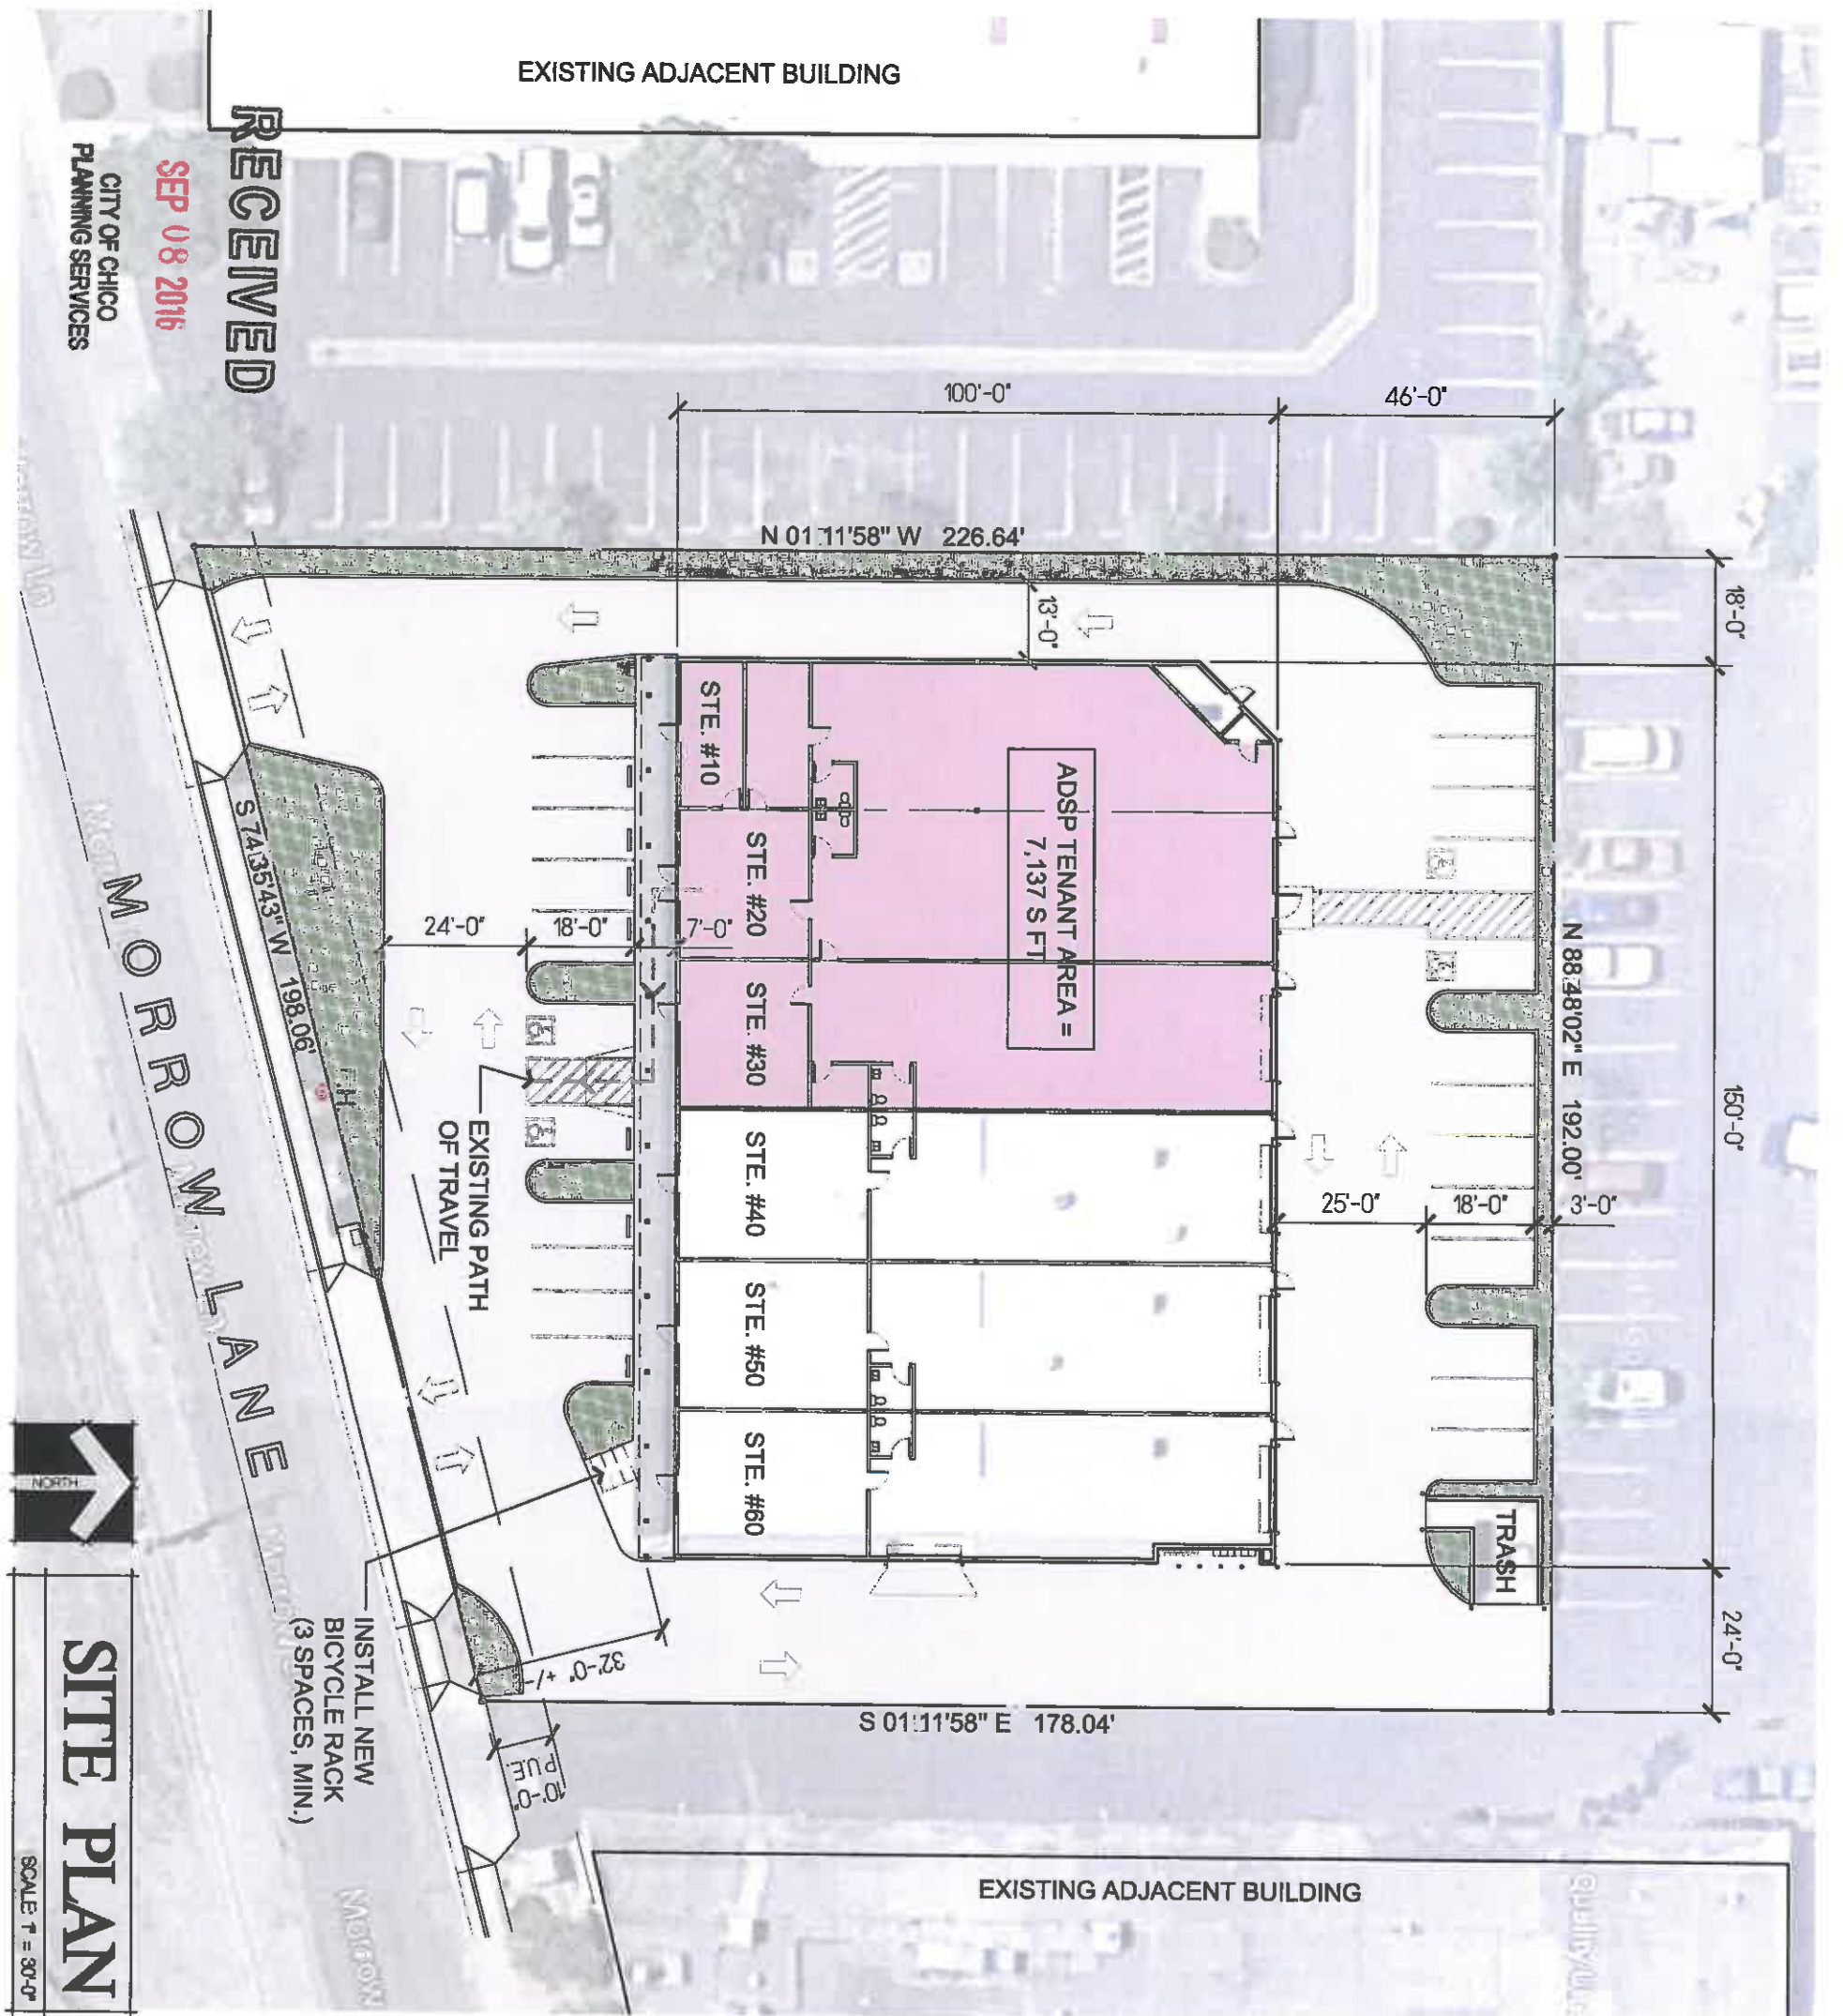 EXISTING ADJACENT BUILDING
RECEIVED
SEP 08 2016
CITY OF CHICO
PLANNING SERVICES
100'-0"
46'-0"
N 01°11'58" W 226.64'
18'-0"
13'-0"
STE. #10
ADSP TENANT AREA =
7,137 S FT
STE. #20
STE. #30
STE. #40
STE. #50
STE. #60
24'-0"
18'-0"
7'-0"
N 88°48'02" E 192.00'
150'-0"
25'-0"
18'-0"
3'-0"
S 74°35'43" W 198.06'
F.H.
MORROW LANE
EXISTING PATH
OF TRAVEL
TRASH
24'-0"
32'-0" +/-
S 01°11'58" E 178.04'
10'-0"
PUE
INSTALL NEW
BICYCLE RACK
(3 SPACES, MIN.)
EXISTING ADJACENT BUILDING
NORTH
SITE PLAN
SCALE: 1" = 30'-0"
Morrow Ln